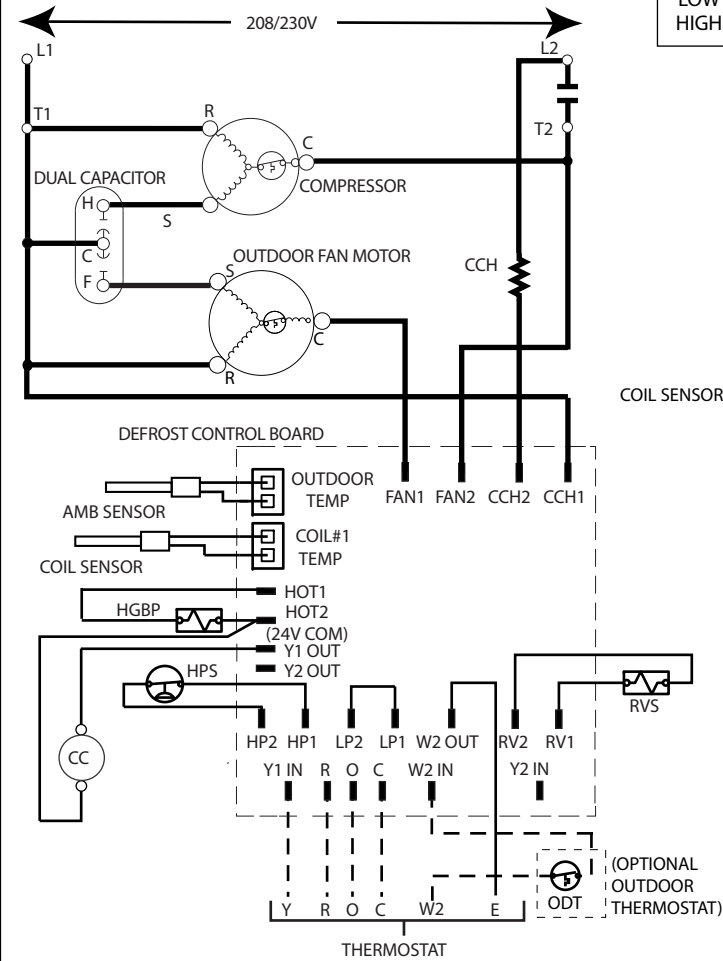 LOW
208/230V
HIGH
L1
L2
T1
R
T2
C
DUAL CAPACITOR
COMPRESSOR
H
S
C
OUTDOOR FAN MOTOR
F
S
CCH
C
R
COIL SENSOR
DEFROST CONTROL BOARD
OUTDOOR
TEMP
FAN1 FAN2 CCH2 CCH1
AMB SENSOR
COIL#1
TEMP
COIL SENSOR
HOT1
HGBP
HOT2
(24V COM)
Y1 OUT
HPS
Y2 OUT
RVS
HP2 HP1 LP2 LP1 W2 OUT RV2 RV1
CC
Y1 IN R O C W2 IN Y2 IN
(OPTIONAL
OUTDOOR
THERMOSTAT)
ODT
Y R O C W2 E
THERMOSTAT